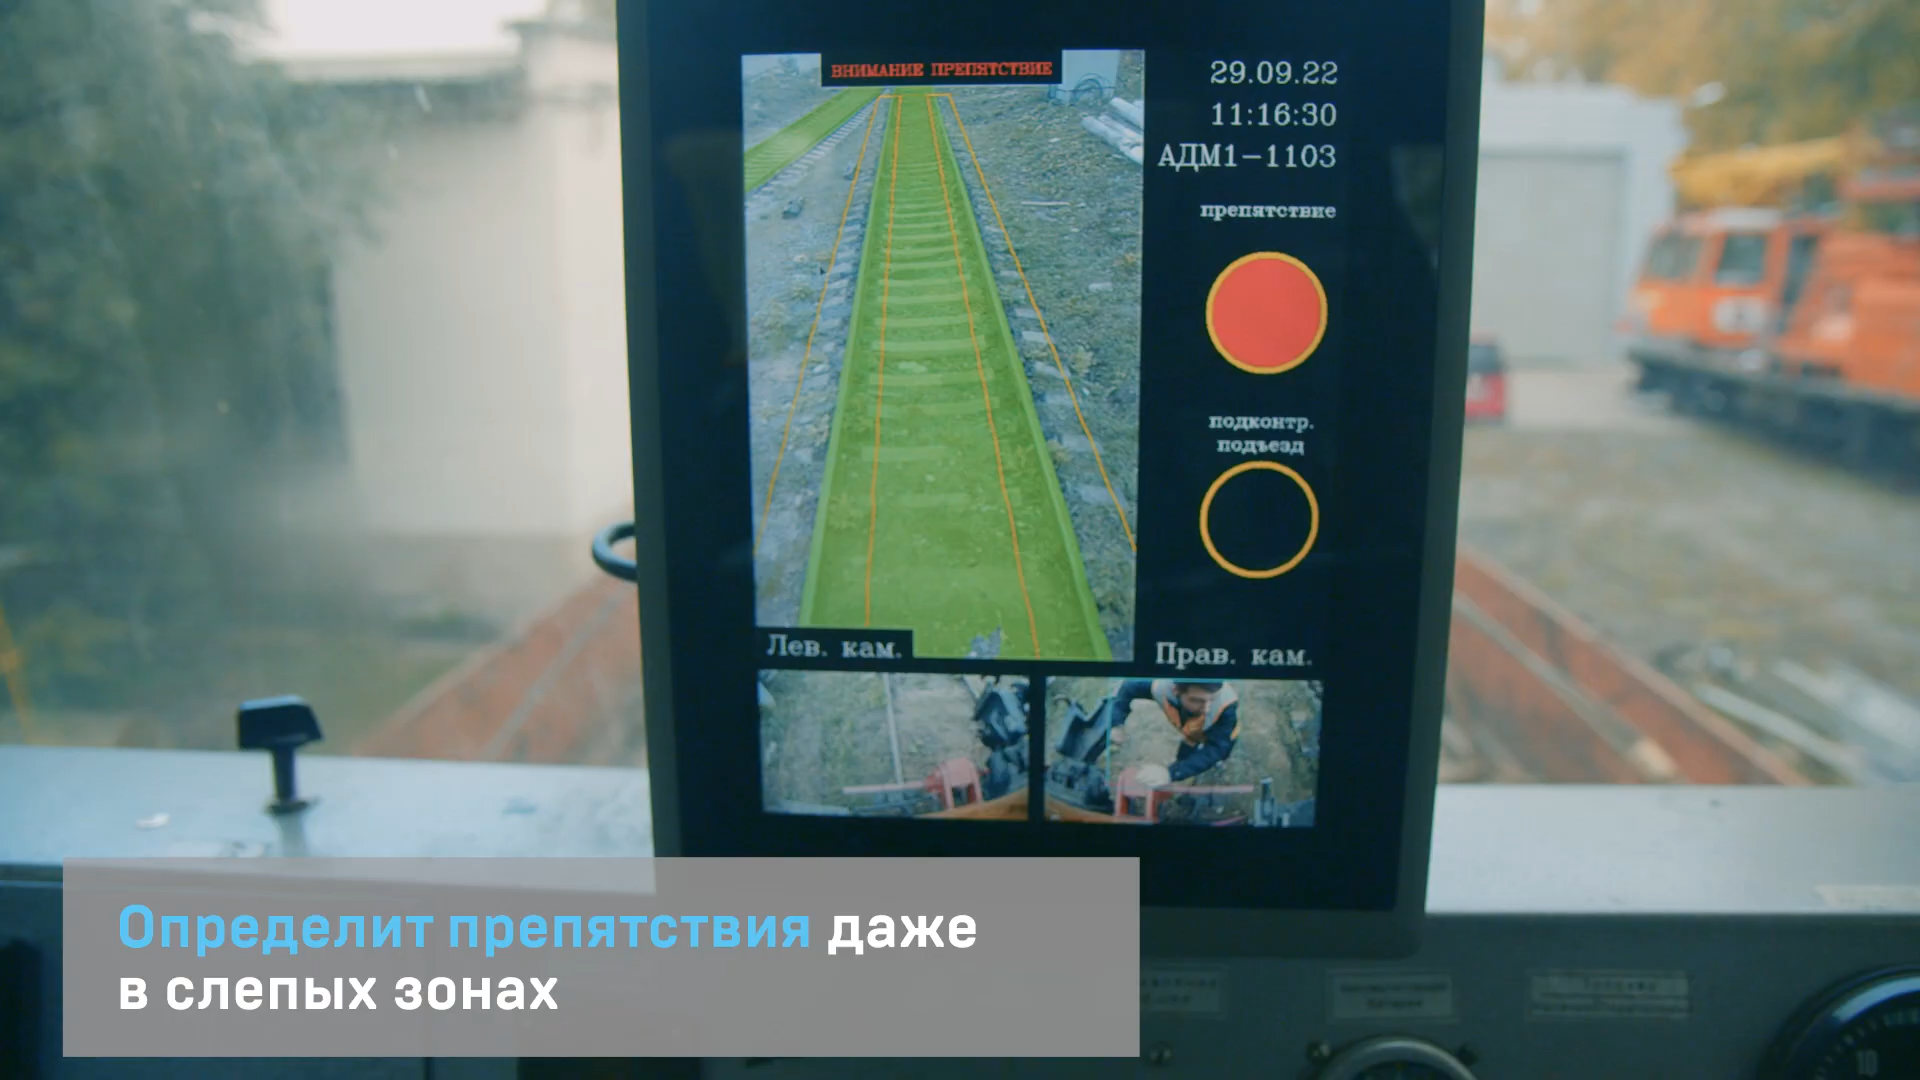 ВНИМАНИЕ ПРЕПЯТСТВИЕ
29.09.22
11:16:30
АДМ1-1103
препятствие
подконтр.
подъезд
Лев. кам.
Прав. кам.
Определит препятствия даже
в слепых зонах
10